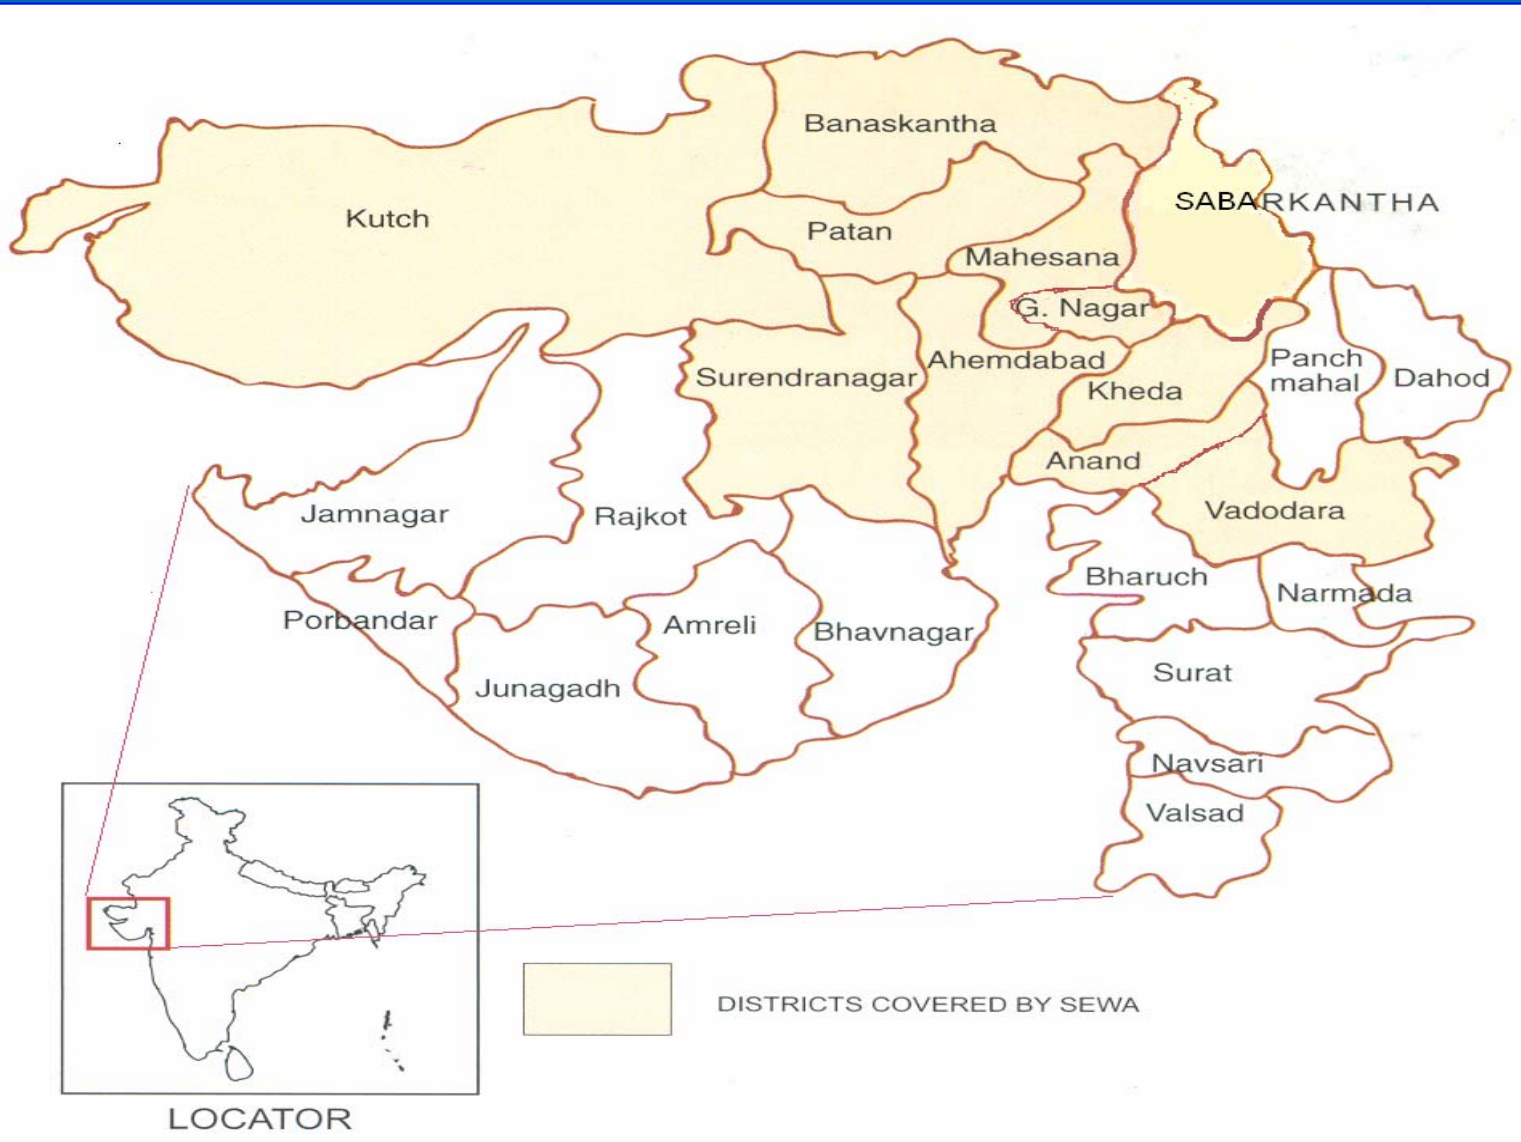 Banaskantha
SABARKANTHA
Kutch
Patan
Mahesana
G. Nagar
Ahemdabad
Surendranagar
Kheda
Panch
mahal
Dahod
Anand
Vadodara
Jamnagar
Rajkot
Bharuch
Narmada
Porbandar
Amreli
Bhavnagar
Junagadh
Surat
Navsari
Valsad
DISTRICTS COVERED BY SEWA
LOCATOR